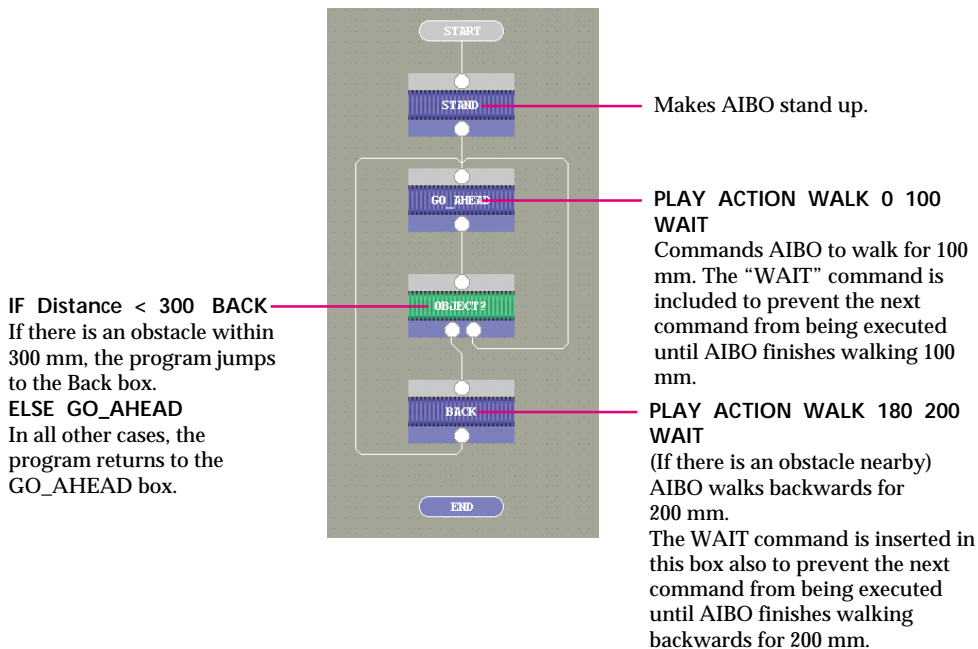 START
STAND
GO_AHEAD
OBJECT?
BACK
END
IF Distance < 300 BACK
If there is an obstacle within
300 mm, the program jumps
to the Back box.
ELSE GO_AHEAD
In all other cases, the
program returns to the
GO_AHEAD box.
Makes AIBO stand up.
PLAY ACTION WALK 0 100
WAIT
Commands AIBO to walk for 100
mm. The “WAIT” command is
included to prevent the next
command from being executed
until AIBO finishes walking 100
mm.
PLAY ACTION WALK 180 200
WAIT
(If there is an obstacle nearby)
AIBO walks backwards for
200 mm.
The WAIT command is inserted in
this box also to prevent the next
command from being executed
until AIBO finishes walking
backwards for 200 mm.